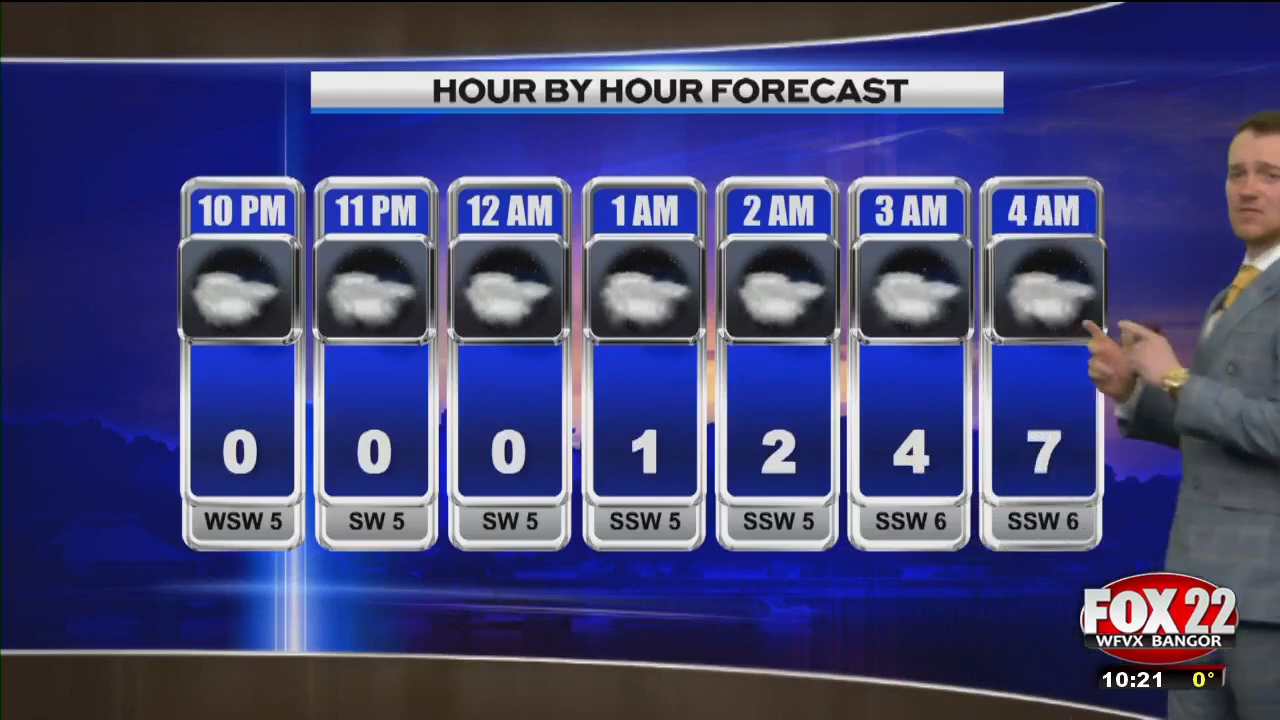 HOUR BY HOUR FORECAST
10 PM 11 PM 12 AM 1 AM 2 AM 3 AM 4 AM
0 0 0 1 2 4 7
WSW 5 SW 5 SW 5 SSW 5 SSW 5 SSW 6 SSW 6
FOX 22
WFVX BANGOR
10:21 0°